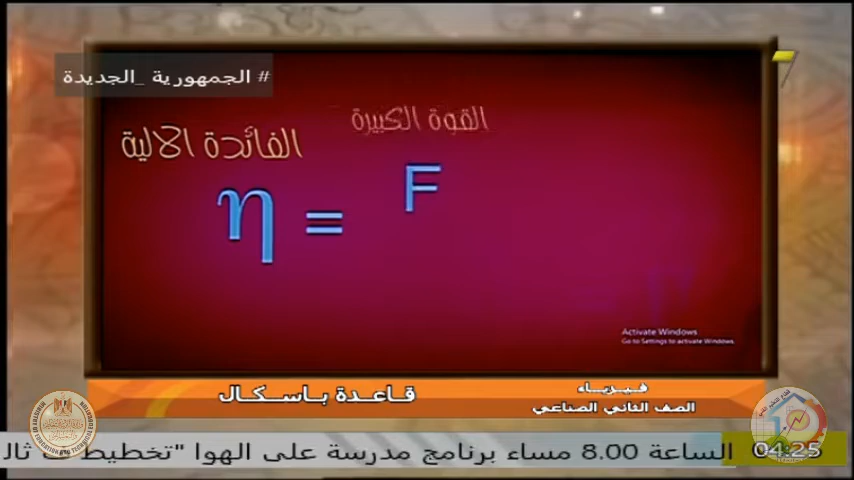 # الجمهورية _الجديدة
القوة الكبيرة
الفائدة الالية
η = F
Activate Windows
Go to Settings to activate Windows.
فيزياء
الصف الثاني الصناعي
قاعدة باسكال
الساعة 8.00 مساء برنامج مدرسة على الهوا "تخطيط
04:25